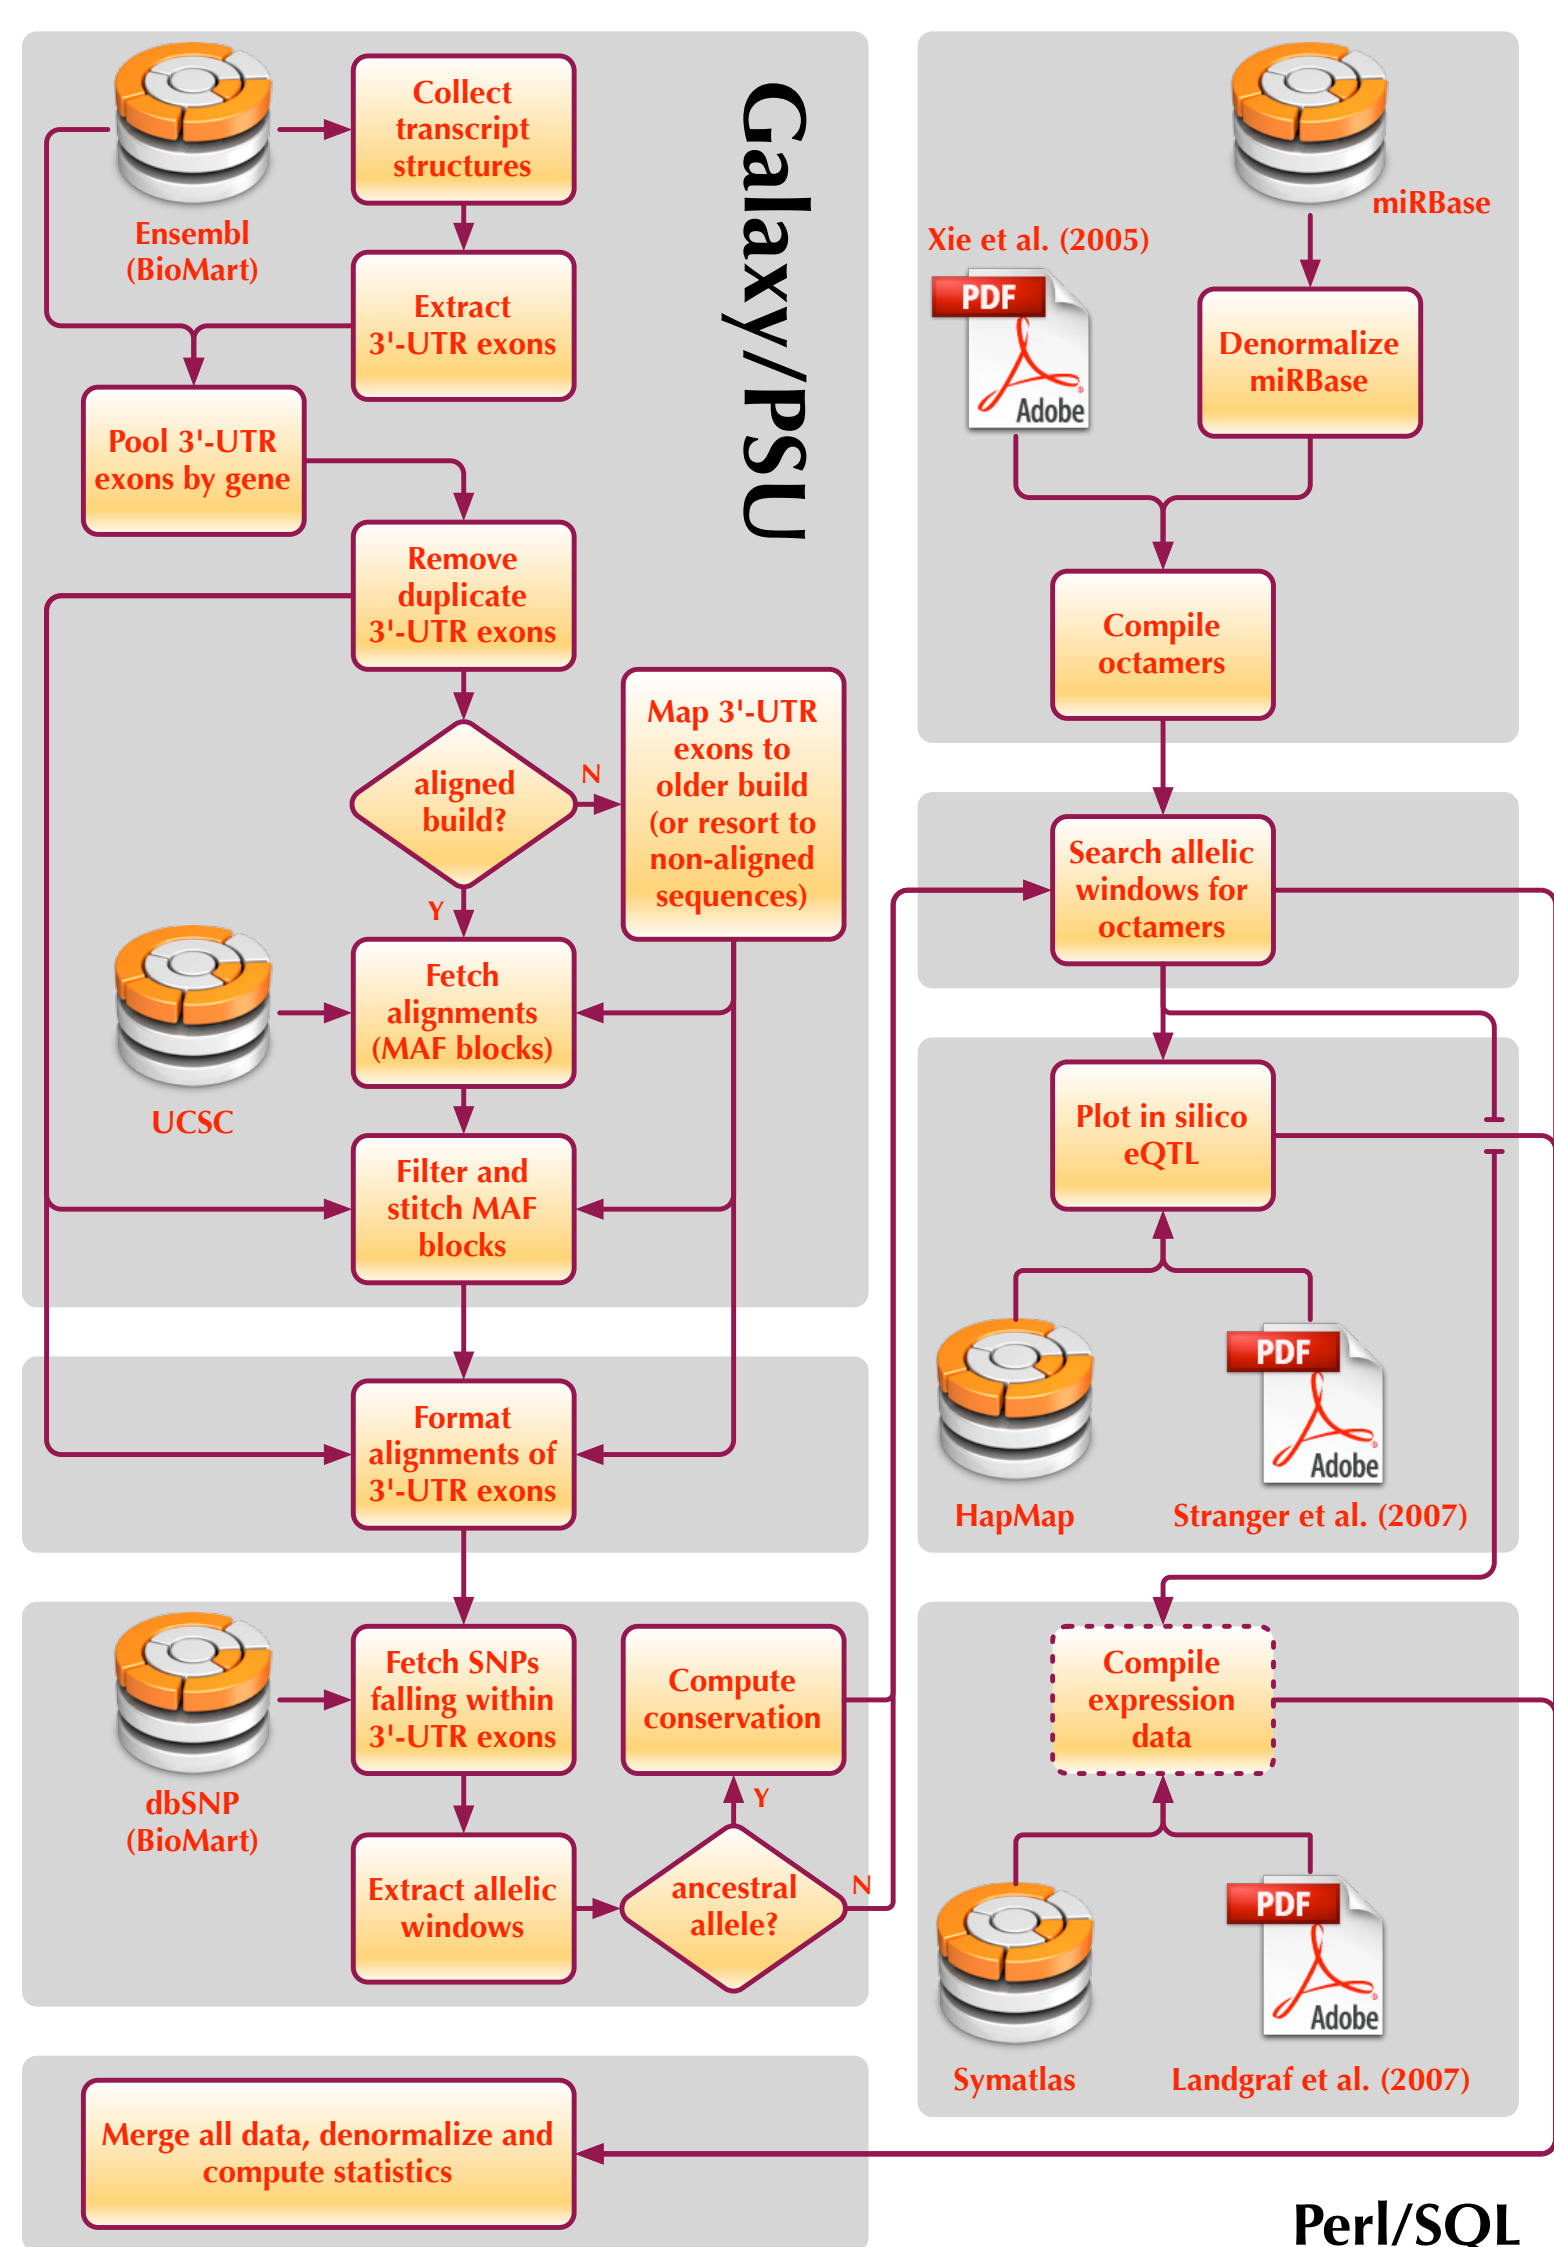 Collect
transcript
structures
Ensembl
(BioMart)
Extract
3'-UTR exons
Pool 3'-UTR
exons by gene
Galaxy/PSU
Remove
duplicate
3'-UTR exons
aligned
build?
N
Y
Map 3'-UTR
exons to
older build
(or resort to
non-aligned
sequences)
Fetch
alignments
(MAF blocks)
UCSC
Filter and
stitch MAF
blocks
Format
alignments of
3'-UTR exons
Fetch SNPs
falling within
3'-UTR exons
dbSNP
(BioMart)
Compute
conservation
Y
Extract allelic
windows
ancestral
allele?
N
Merge all data, denormalize and
compute statistics
miRBase
Xie et al. (2005)
PDF
Adobe
Denormalize
miRBase
Compile
octamers
Search allelic
windows for
octamers
Plot in silico
eQTL
PDF
Adobe
HapMap
Stranger et al. (2007)
Compile
expression
data
PDF
Adobe
Symatlas
Landgraf et al. (2007)
Perl/SQL